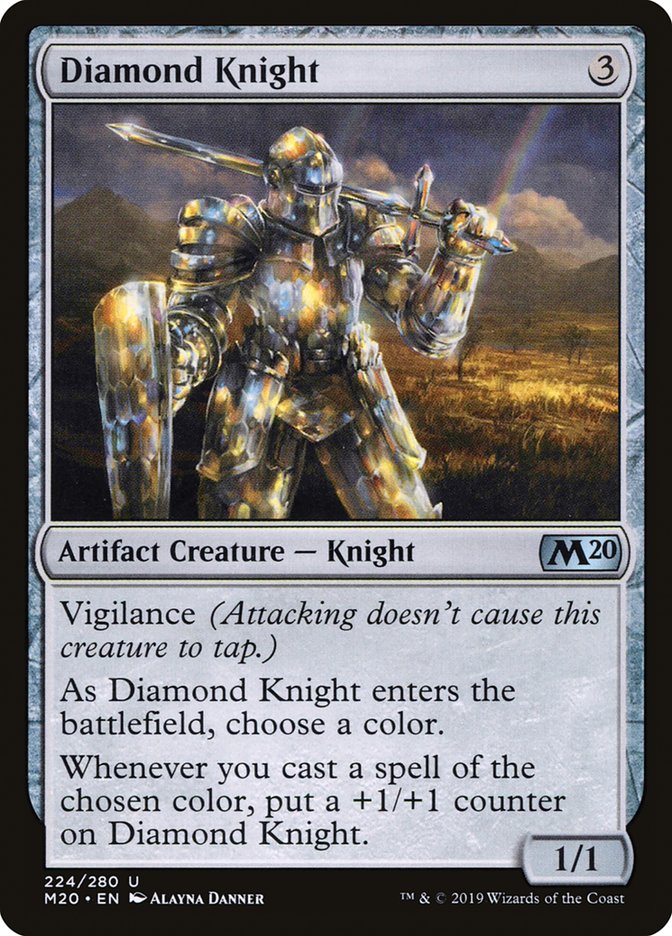 Diamond Knight 3
Artifact Creature — Knight M20
Vigilance (Attacking doesn't cause this
creature to tap.)
As Diamond Knight enters the
battlefield, choose a color.
Whenever you cast a spell of the
chosen color, put a +1/+1 counter
on Diamond Knight.
1/1
224/280 U
M20 • EN ALAYNA DANNER
™ & © 2019 Wizards of the Coast